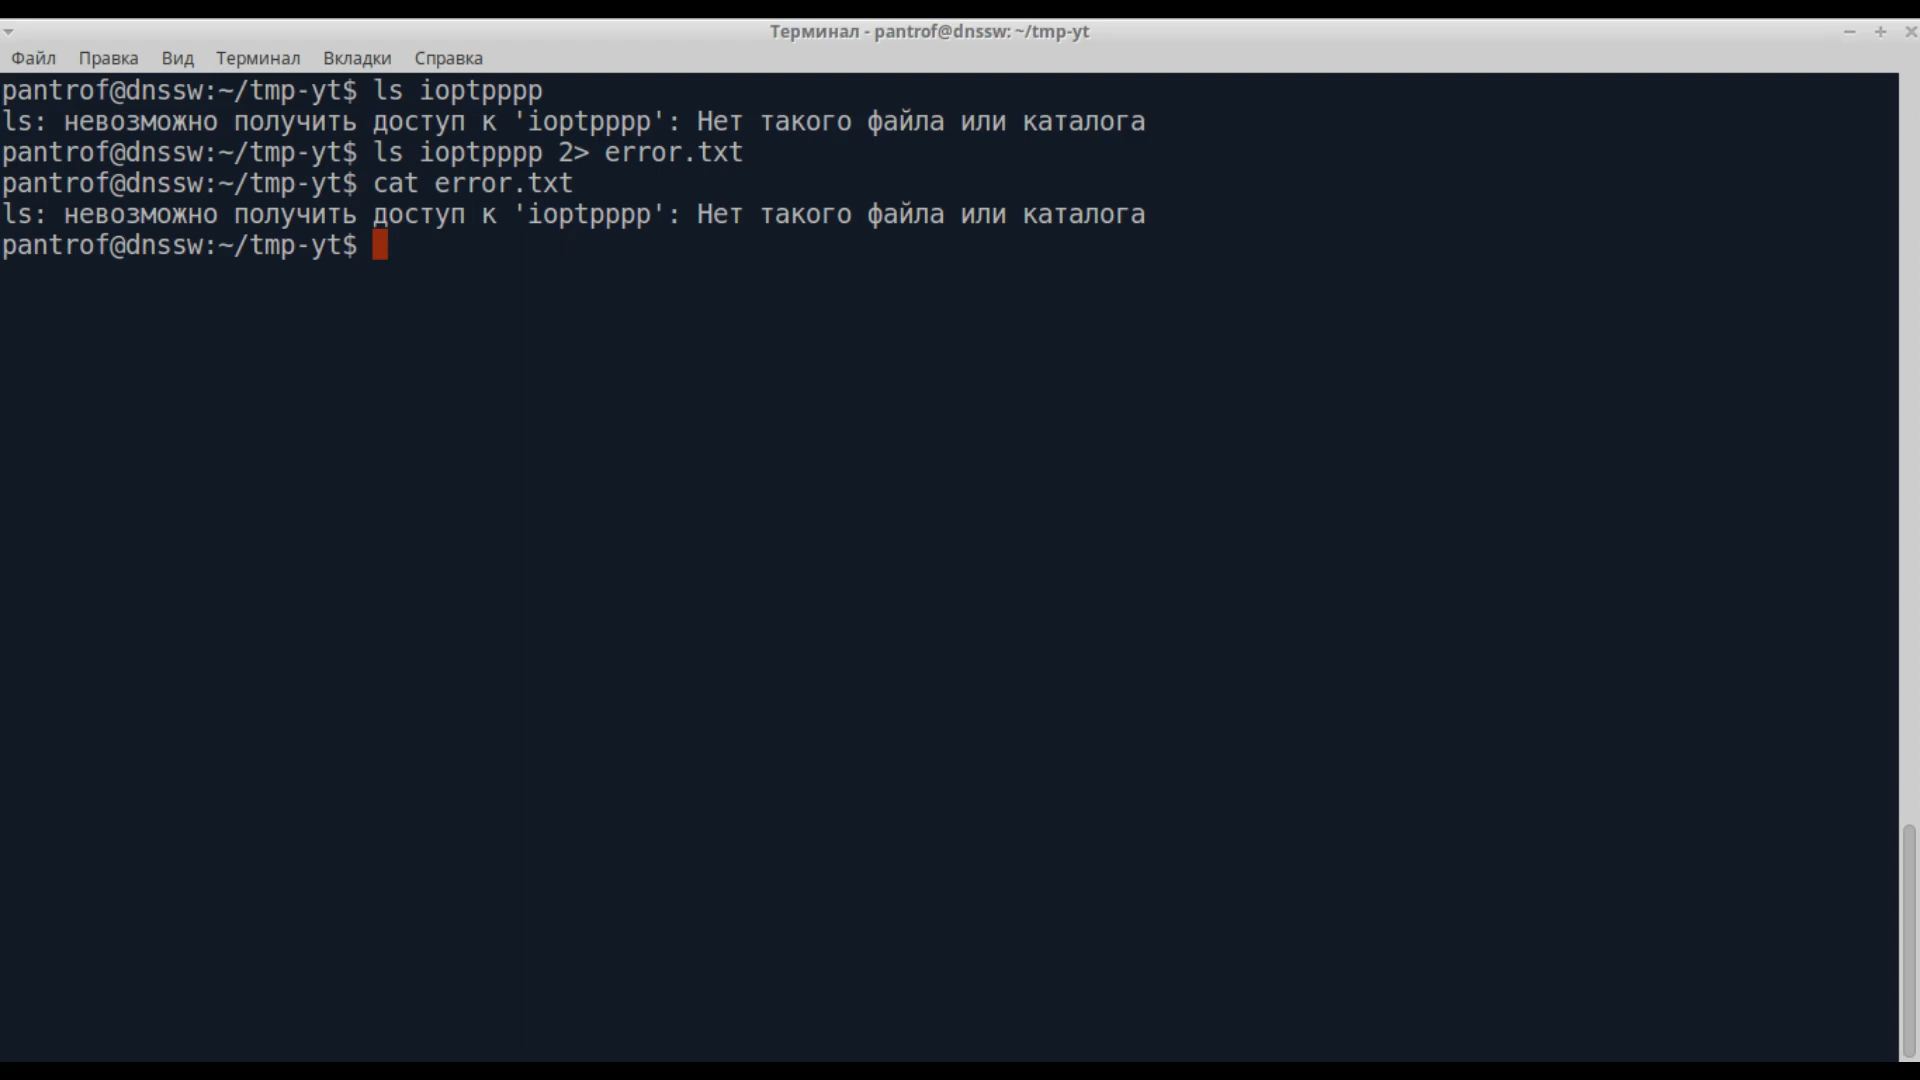 Терминал - pantrof@dnssw: ~/tmp-yt
Файл Правка Вид Терминал Вкладки Справка
pantrof@dnssw:~/tmp-yt$ ls ioptpppp
ls: невозможно получить доступ к 'ioptpppp': Нет такого файла или каталога
pantrof@dnssw:~/tmp-yt$ ls ioptpppp 2> error.txt
pantrof@dnssw:~/tmp-yt$ cat error.txt
ls: невозможно получить доступ к 'ioptpppp': Нет такого файла или каталога
pantrof@dnssw:~/tmp-yt$